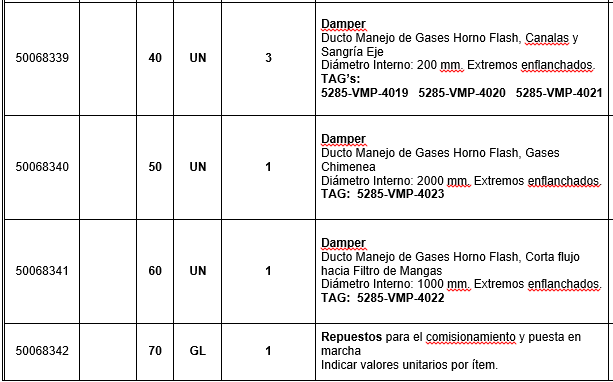 50068339 40 UN 3
Damper
Ducto Manejo de Gases Horno Flash, Canalas y
Sangría Eje
Diámetro Interno: 200 mm. Extremos enflanchados.
TAG's:
5285-VMP-4019 5285-VMP-4020 5285-VMP-4021
50068340 50 UN 1
Damper
Ducto Manejo de Gases Horno Flash, Gases
Chimenea
Diámetro Interno: 2000 mm. Extremos enflanchados.
TAG: 5285-VMP-4023
50068341 60 UN 1
Damper
Ducto Manejo de Gases Horno Flash, Corta flujo
hacia Filtro de Mangas
Diámetro Interno: 1000 mm. Extremos enflanchados.
TAG: 5285-VMP-4022
50068342 70 GL 1
Repuestos para el comisionamiento y puesta en
marcha
Indicar valores unitarios por ítem.